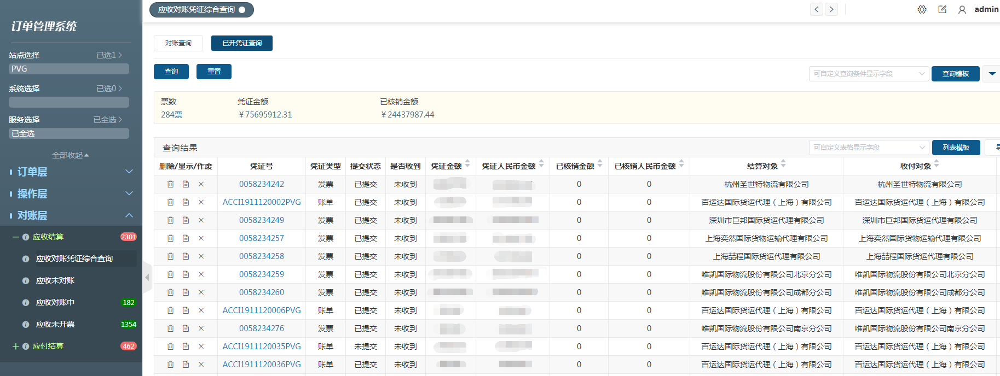 应收对账凭证综合查询
admin
订单管理系统
站点选择 已选1
PVG
系统选择 已选0
服务选择 已全选
已全选
全部收起
订单层
操作层
对账层
应收结算 2301
应收对账凭证综合查询
应收未对账
应收对账中 182
应收未开票 1354
应付结算 462
对账查询 已开凭证查询
查询 重置 可自定义查询条件显示字段 查询模板
票数 凭证金额 已核销金额
284票 ¥75695912.31 ¥24437987.44
查询结果 可自定义表格显示字段 列表模板
删除/显示/作废 凭证号 凭证类型 提交状态 是否收到 凭证金额 凭证人民币金额 已核销金额 已核销人民币金额 结算对象 收付对象
0058234242 发票 已提交 未收到 0 0 杭州圣世特物流有限公司 杭州圣世特物流有限公司
ACCI1911120002PVG 账单 已提交 未收到 0 0 百运达国际货运代理（上海）有限公司 百运达国际货运代理（上海）有限公司
0058234249 发票 已提交 未收到 0 0 深圳市巨邦国际货运代理有限公司 深圳市巨邦国际货运代理有限公司
0058234257 发票 已提交 未收到 0 0 上海奕然国际货物运输代理有限公司 上海奕然国际货物运输代理有限公司
0058234258 发票 已提交 未收到 0 0 上海喆程国际货运代理有限公司 上海喆程国际货运代理有限公司
0058234259 发票 已提交 未收到 0 0 唯凯国际物流股份有限公司北京分公司 唯凯国际物流股份有限公司北京分公司
0058234260 发票 已提交 未收到 0 0 唯凯国际物流股份有限公司成都分公司 唯凯国际物流股份有限公司成都分公司
ACCI1911120006PVG 账单 已提交 未收到 0 0 百运达国际货运代理（上海）有限公司 百运达国际货运代理（上海）有限公司
0058234276 发票 已提交 未收到 0 0 唯凯国际物流股份有限公司南京分公司 唯凯国际物流股份有限公司南京分公司
ACCI1911120035PVG 账单 未提交 未收到 0 0 百运达国际货运代理（上海）有限公司 百运达国际货运代理（上海）有限公司
ACCI1911120036PVG 账单 已提交 未收到 0 0 百运达国际货运代理（上海）有限公司 百运达国际货运代理（上海）有限公司